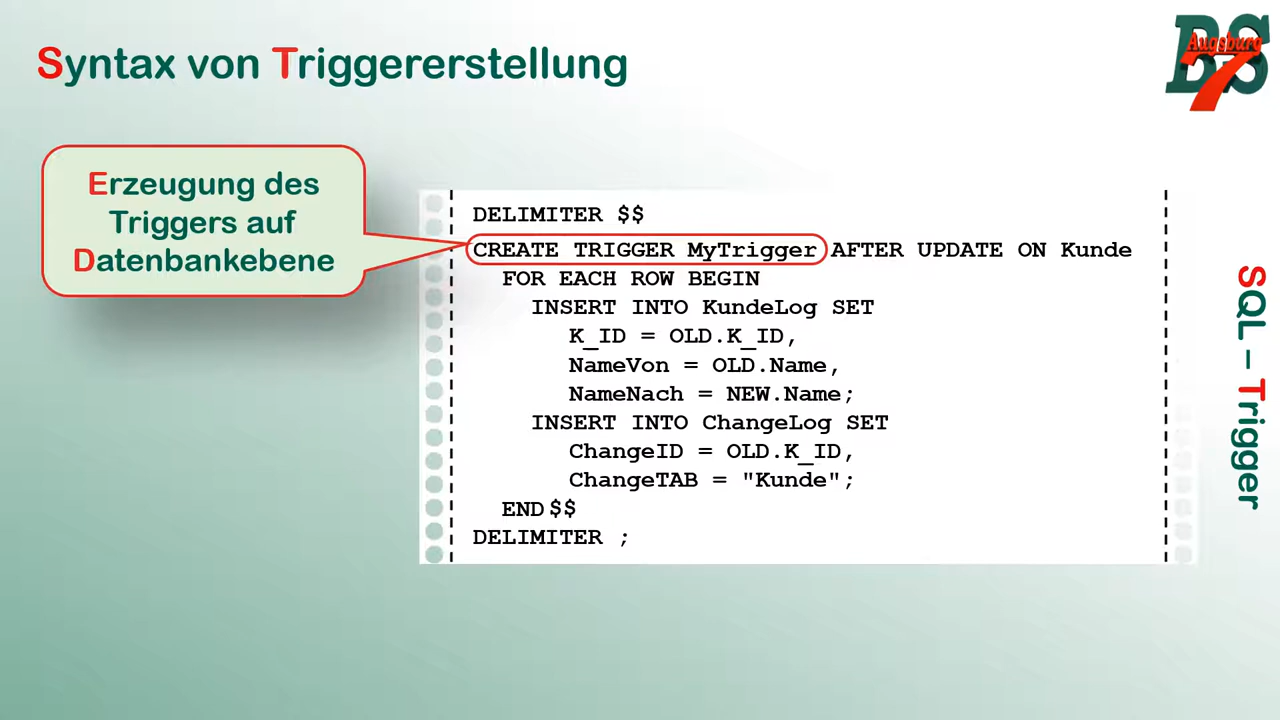 Syntax von Triggererstellung
BS
Augsburg
7
Erzeugung des
Triggers auf
Datenbankebene
DELIMITER $$
CREATE TRIGGER MyTrigger AFTER UPDATE ON Kunde
FOR EACH ROW BEGIN
INSERT INTO KundeLog SET
K_ID = OLD.K_ID,
NameVon = OLD.Name,
NameNach = NEW.Name;
INSERT INTO ChangeLog SET
ChangeID = OLD.K_ID,
ChangeTAB = "Kunde";
END$$
DELIMITER ;
SQL – Trigger